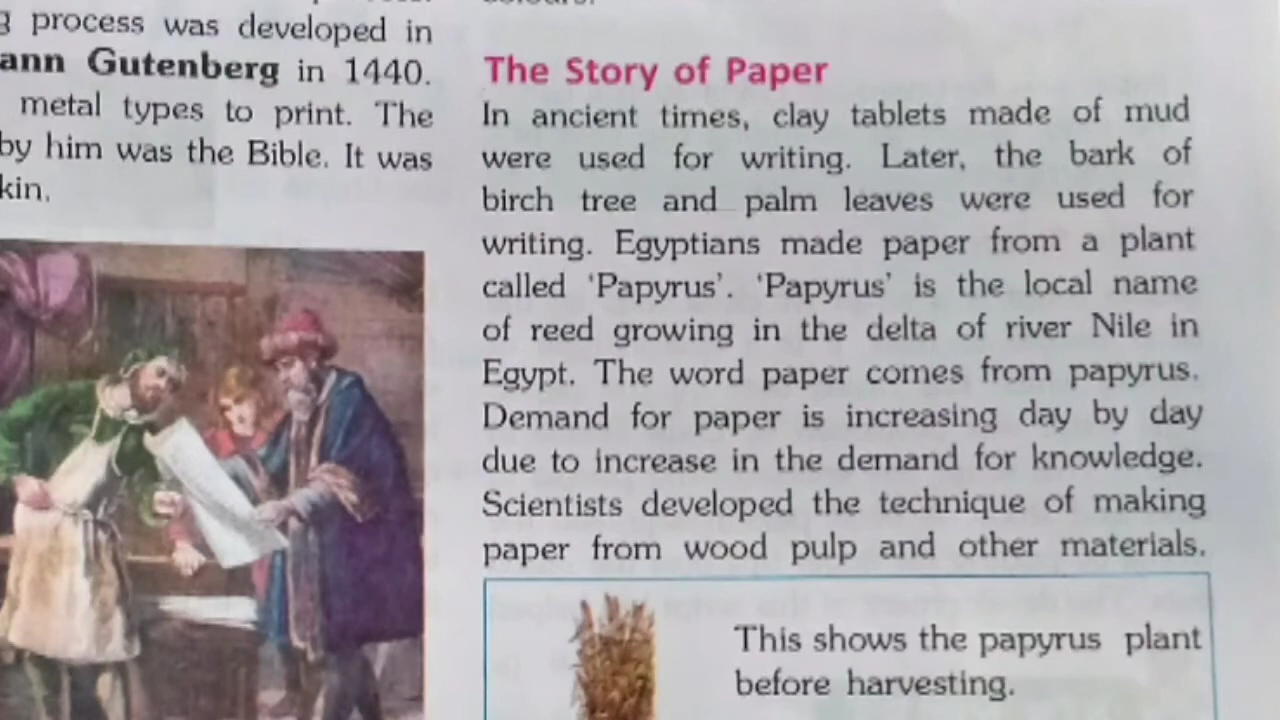 process was developed in
ann Gutenberg in 1440.
metal types to print. The
by him was the Bible. It was
kin.
The Story of Paper
In ancient times, clay tablets made of mud
were used for writing. Later, the bark of
birch tree and palm leaves were used for
writing. Egyptians made paper from a plant
called ‘Papyrus’. ‘Papyrus’ is the local name
of reed growing in the delta of river Nile in
Egypt. The word paper comes from papyrus.
Demand for paper is increasing day by day
due to increase in the demand for knowledge.
Scientists developed the technique of making
paper from wood pulp and other materials.
This shows the papyrus plant
before harvesting.